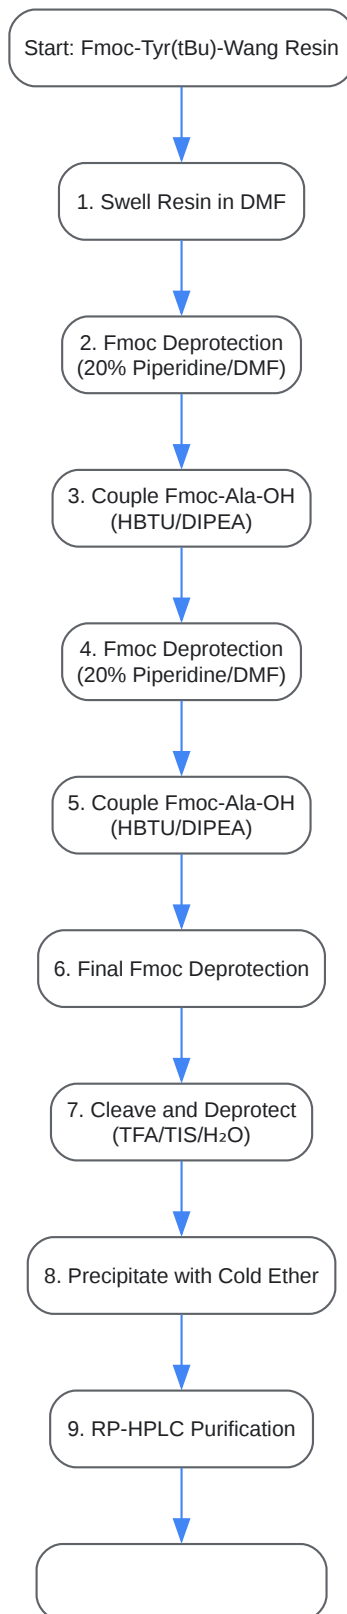 Start: Fmoc-Tyr(tBu)-Wang Resin
1. Swell Resin in DMF
2. Fmoc Deprotection
(20% Piperidine/DMF)
3. Couple Fmoc-Ala-OH
(HBTU/DIPEA)
4. Fmoc Deprotection
(20% Piperidine/DMF)
5. Couple Fmoc-Ala-OH
(HBTU/DIPEA)
6. Final Fmoc Deprotection
7. Cleave and Deprotect
(TFA/TIS/H₂O)
8. Precipitate with Cold Ether
9. RP-HPLC Purification